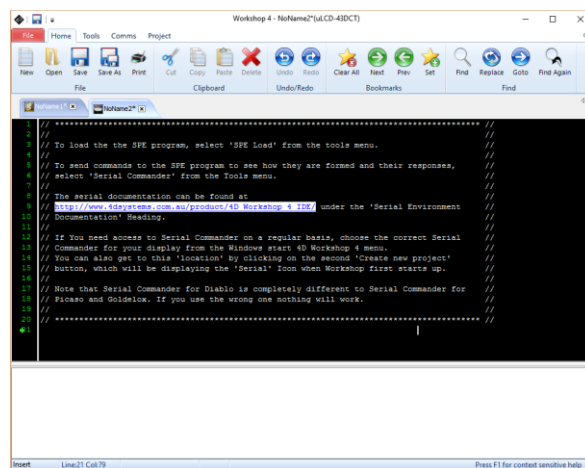 Workshop 4 - NoName2*(uLCD-43DCT)
File Home Tools Comms Project
New Open Save Save As Print Cut Copy Paste Delete Undo Redo Clear All Next Prev Set Find Replace Goto Find Again
File Clipboard Undo/Redo Bookmarks Find
NoName1* NoName2*
1 // ************************************************************************************ //
2 // //
3 // To load the the SPE program, select 'SPE Load' from the tools menu. //
4 // //
5 // To send commands to the SPE program to see how they are formed and their responses, //
6 // select 'Serial Commander' from the Tools menu. //
7 // //
8 // The serial documentation can be found at //
9 // http://www.4dsystems.com.au/product/4D Workshop 4 IDE/ under the 'Serial Environment //
10 // Documentation' Heading. //
11 // //
12 // If You need access to Serial Commander on a regular basis, choose the correct Serial //
13 // Commander for your display from the Windows start 4D Workshop 4 menu. //
14 // You can also get to this 'location' by clicking on the second 'Create new project' //
15 // button, which will be displaying the 'Serial' Icon when Workshop first starts up. //
16 // //
17 // Note that Serial Commander for Diablo is completely different to Serial Commander for //
18 // Picaso and Goldelox. If you use the wrong one nothing will work. //
19 // //
20 // ************************************************************************************ //
21
Insert Line:21 Col:79 Press F1 for context sensitive help